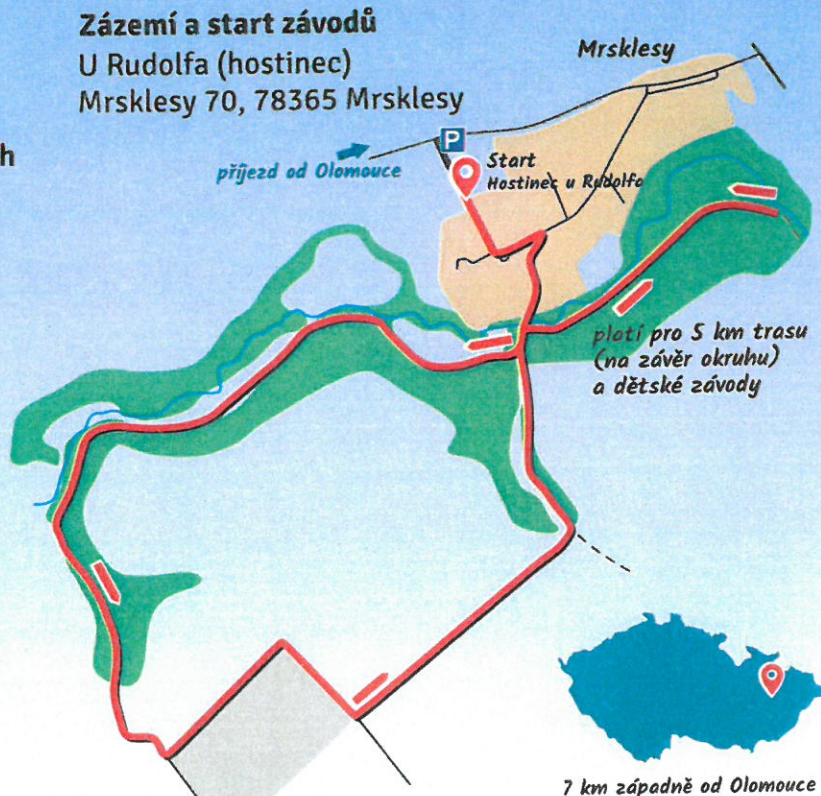 Zázemí a start závodů
U Rudolfa (hostinec)
Mrsklesy 70, 78365 Mrsklesy
h
Mrsklesy
P
příjezd od Olomouce
Start
Hostinec u Rudolfa
platí pro 5 km trasu
(na závěr okruhu)
a dětské závody
7 km západně od Olomouce